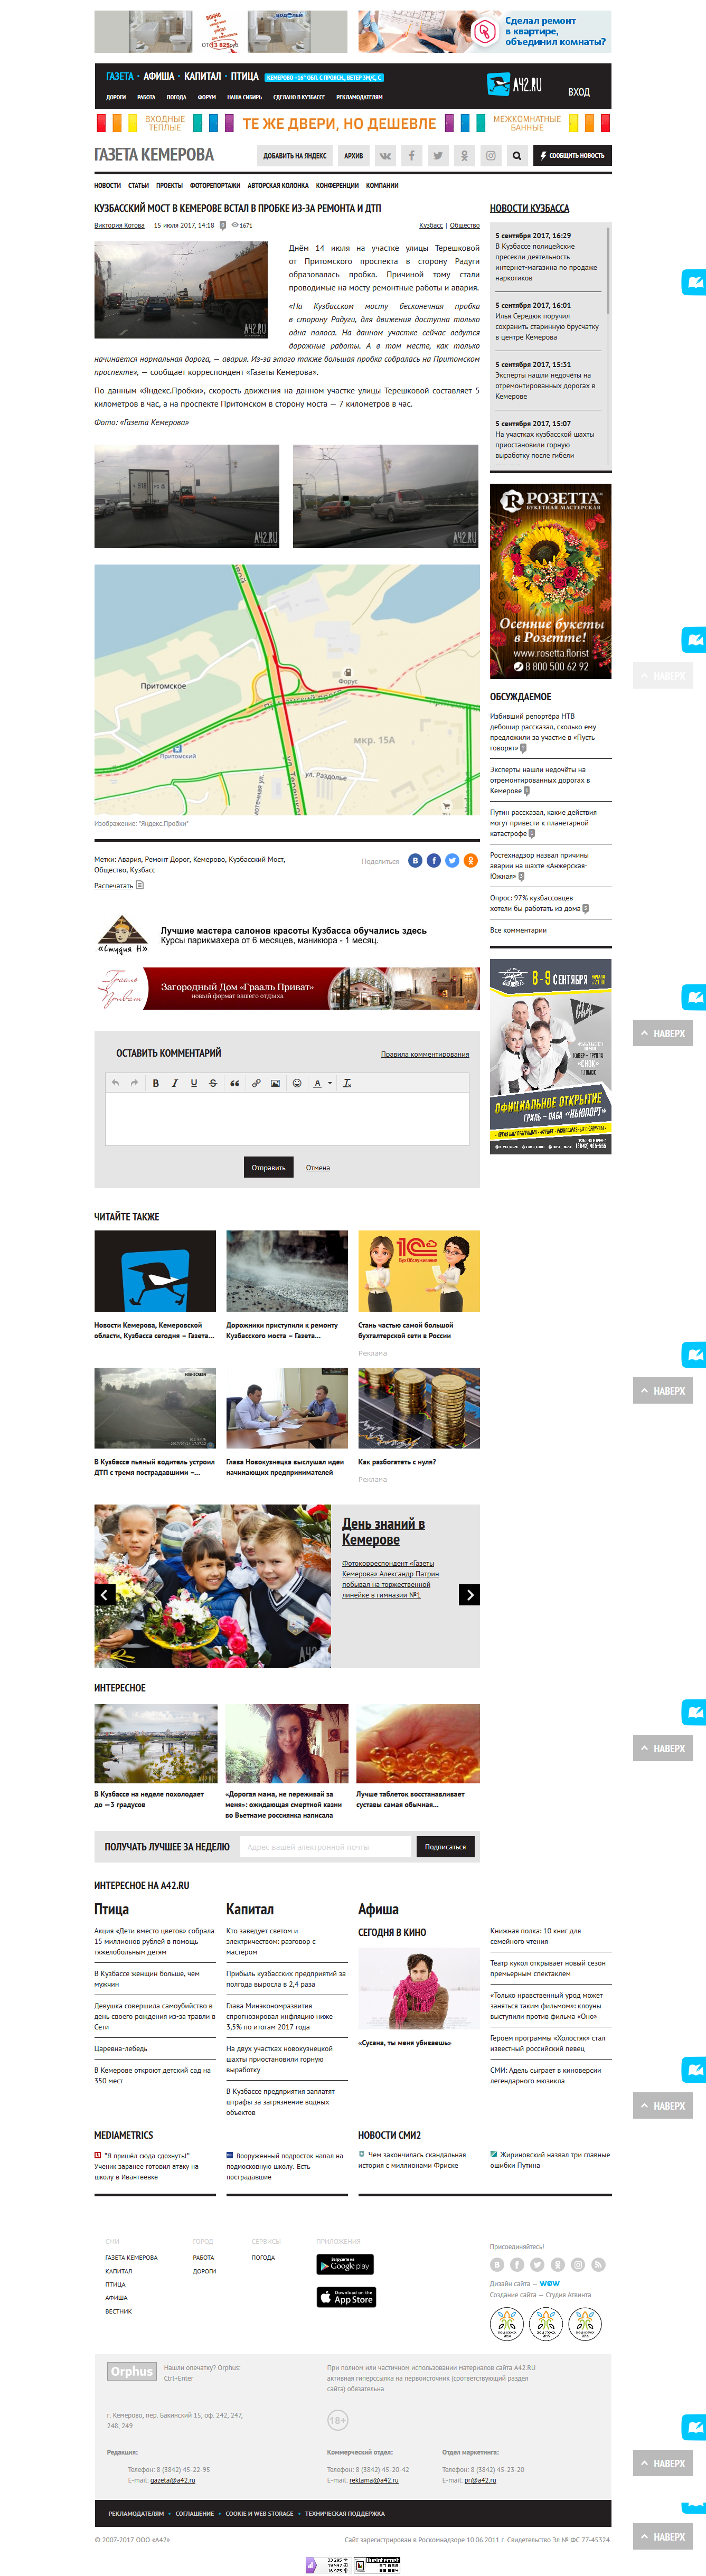 Сделал ремонт
в квартире,
объединил комнаты?
ГАЗЕТА • АФИША • КАПИТАЛ • ПТИЦА
ВХОД
ДОРОГИ РАБОТА ПОГОДА ФОРУМ НАША СИБИРЬ СДЕЛАНО В КУЗБАССЕ РЕКЛАМОДАТЕЛЯМ
A42.RU
ВХОДНЫЕ
ТЕПЛЫЕ
ТЕ ЖЕ ДВЕРИ, НО ДЕШЕВЛЕ
МЕЖКОМНАТНЫЕ
БАННЫЕ
ГАЗЕТА КЕМЕРОВА
ДОБАВИТЬ НА ЯНДЕКС
АРХИВ
СООБЩИТЬ НОВОСТЬ
НОВОСТИ СТАТЬИ ПРОЕКТЫ ФОТОРЕПОРТАЖИ АВТОРСКАЯ КОЛОНКА КОНФЕРЕНЦИИ КОМПАНИИ
КУЗБАССКИЙ МОСТ В КЕМЕРОВЕ ВСТАЛ В ПРОБКЕ ИЗ-ЗА РЕМОНТА И ДТП
Виктория Котова 15 июля 2017, 14:18 1671
Кузбасс | Общество
Днём 14 июля на участке улицы Терешковой
от Притомского проспекта в сторону Радуги
образовалась пробка. Причиной тому стали
проводимые на мосту ремонтные работы и авария.
«На Кузбасском мосту бесконечная пробка
в сторону Радуги, для движения доступна только
одна полоса. На данном участке сейчас ведутся
дорожные работы. А в том месте, как только
начинается нормальная дорога, — авария. Из-за этого также большая пробка собралась на Притомском
проспекте», — сообщает корреспондент «Газеты Кемерова».
По данным «Яндекс.Пробки», скорость движения на данном участке улицы Терешковой составляет 5
километров в час, а на проспекте Притомском в сторону моста — 7 километров в час.
Фото: «Газета Кемерова»
A42.RU
A42.RU
A42.RU
Притомское
Форус
Притомский просп.
мкр. 15А
Притомский
ул. Раздолье
Изображение: "Яндекс.Пробки"
Метки: Авария, Ремонт Дорог, Кемерово, Кузбасский Мост,
Общество, Кузбасс
Поделиться
Распечатать
«Студия Н»
Лучшие мастера салонов красоты Кузбасса обучались здесь
Курсы парикмахера от 6 месяцев, маникюра - 1 месяц.
Грааль Приват
Загородный Дом «Грааль Приват»
новый формат вашего отдыха
ОСТАВИТЬ КОММЕНТАРИЙ
Правила комментирования
Отправить
Отмена
НОВОСТИ КУЗБАССА
5 сентября 2017, 16:29
В Кузбассе полицейские
пресекли деятельность
интернет-магазина по продаже
наркотиков
5 сентября 2017, 16:01
Илья Середюк поручил
сохранить старинную брусчатку
в центре Кемерова
5 сентября 2017, 15:31
Эксперты нашли недочёты на
отремонтированных дорогах в
Кемерове
5 сентября 2017, 15:07
На участках кузбасской шахты
приостановили горную
выработку после гибели
ROZETTA
БУКЕТНАЯ МАСТЕРСКАЯ
Осенние букеты
в Розетте!
www.rosetta.florist
8 800 500 62 92
ОБСУЖДАЕМОЕ
Избивший репортёра НТВ
дебошир рассказал, сколько ему
предложили за участие в «Пусть
говорят»
Эксперты нашли недочёты на
отремонтированных дорогах в
Кемерове
Путин рассказал, какие действия
могут привести к планетарной
катастрофе
Ростехнадзор назвал причины
аварии на шахте «Анжерская-
Южная»
Опрос: 97% кузбассовцев
хотели бы работать из дома
Все комментарии
8-9 СЕНТЯБРЯ
ОФИЦИАЛЬНОЕ ОТКРЫТИЕ
ГРИЛЬ - ПАБА «НЬЮПОРТ»
НАВЕРХ
НАВЕРХ
НАВЕРХ
НАВЕРХ
НАВЕРХ
НАВЕРХ
НАВЕРХ
ЧИТАЙТЕ ТАКЖЕ
Новости Кемерова, Кемеровской
области, Кузбасса сегодня – Газета...
Дорожники приступили к ремонту
Кузбасского моста – Газета...
1С
БухОбслуживание
Стань частью самой большой
бухгалтерской сети в России
Реклама
В Кузбассе пьяный водитель устроил
ДТП с тремя пострадавшими –...
Глава Новокузнецка выслушал идеи
начинающих предпринимателей
Как разбогатеть с нуля?
Реклама
День знаний в
Кемерове
Фотокорреспондент «Газеты
Кемерова» Александр Патрин
побывал на торжественной
линейке в гимназии №1
ИНТЕРЕСНОЕ
В Кузбассе на неделе похолодает
до —3 градусов
«Дорогая мама, не переживай за
меня»: ожидающая смертной казни
во Вьетнаме россиянка написала
Лучше таблеток восстанавливает
суставы самая обычная...
ПОЛУЧАТЬ ЛУЧШЕЕ ЗА НЕДЕЛЮ
Адрес вашей электронной почты
Подписаться
ИНТЕРЕСНОЕ НА A42.RU
Птица
Акция «Дети вместо цветов» собрала
15 миллионов рублей в помощь
тяжелобольным детям
В Кузбассе женщин больше, чем
мужчин
Девушка совершила самоубийство в
день своего рождения из-за травли в
Сети
Царевна-лебедь
В Кемерове откроют детский сад на
350 мест
Капитал
Кто заведует светом и
электричеством: разговор с
мастером
Прибыль кузбасских предприятий за
полгода выросла в 2,4 раза
Глава Минэкономразвития
спрогнозировал инфляцию ниже
3,5% по итогам 2017 года
На двух участках новокузнецкой
шахты приостановили горную
выработку
В Кузбассе предприятия заплатят
штрафы за загрязнение водных
объектов
Афиша
СЕГОДНЯ В КИНО
«Сусана, ты меня убиваешь»
Книжная полка: 10 книг для
семейного чтения
Театр кукол открывает новый сезон
премьерным спектаклем
«Только нравственный урод может
заняться таким фильмом»: клоуны
выступили против фильма «Оно»
Героем программы «Холостяк» стал
известный российский певец
СМИ: Адель сыграет в киноверсии
легендарного мюзикла
MEDIAMETRICS
"Я пришёл сюда сдохнуть!"
Ученик заранее готовил атаку на
школу в Ивантеевке
Вооруженный подросток напал на
подмосковную школу. Есть
пострадавшие
НОВОСТИ СМИ2
Чем закончилась скандальная
история с миллионами Фриске
Жириновский назвал три главные
ошибки Путина
СМИ
ГАЗЕТА КЕМЕРОВА
КАПИТАЛ
ПТИЦА
АФИША
ВЕСТНИК
ГОРОД
РАБОТА
ДОРОГИ
СЕРВИСЫ
ПОГОДА
ПРИЛОЖЕНИЯ
Загрузите на
Google play
Download on the
App Store
Присоединяйтесь!
Дизайн сайта — WOW
Создание сайта — Студия Атвинта
Orphus
Нашли опечатку? Orphus:
Ctrl+Enter
При полном или частичном использовании материалов сайта A42.RU
активная гиперссылка на первоисточник (соответствующий раздел
сайта) обязательна
г. Кемерово, пер. Бакинский 15, оф. 242, 247,
248, 249
18+
Редакция:
Телефон: 8 (3842) 45-22-95
E-mail: gazeta@a42.ru
Коммерческий отдел:
Телефон: 8 (3842) 45-20-42
E-mail: reklama@a42.ru
Отдел маркетинга:
Телефон: 8 (3842) 45-23-20
E-mail: pr@a42.ru
РЕКЛАМОДАТЕЛЯМ • СОГЛАШЕНИЕ • COOKIE И WEB STORAGE • ТЕХНИЧЕСКАЯ ПОДДЕРЖКА
© 2007-2017 ООО «А42»
Сайт зарегистрирован в Роскомнадзоре 10.06.2011 г. Свидетельство Эл № ФС 77-45324.